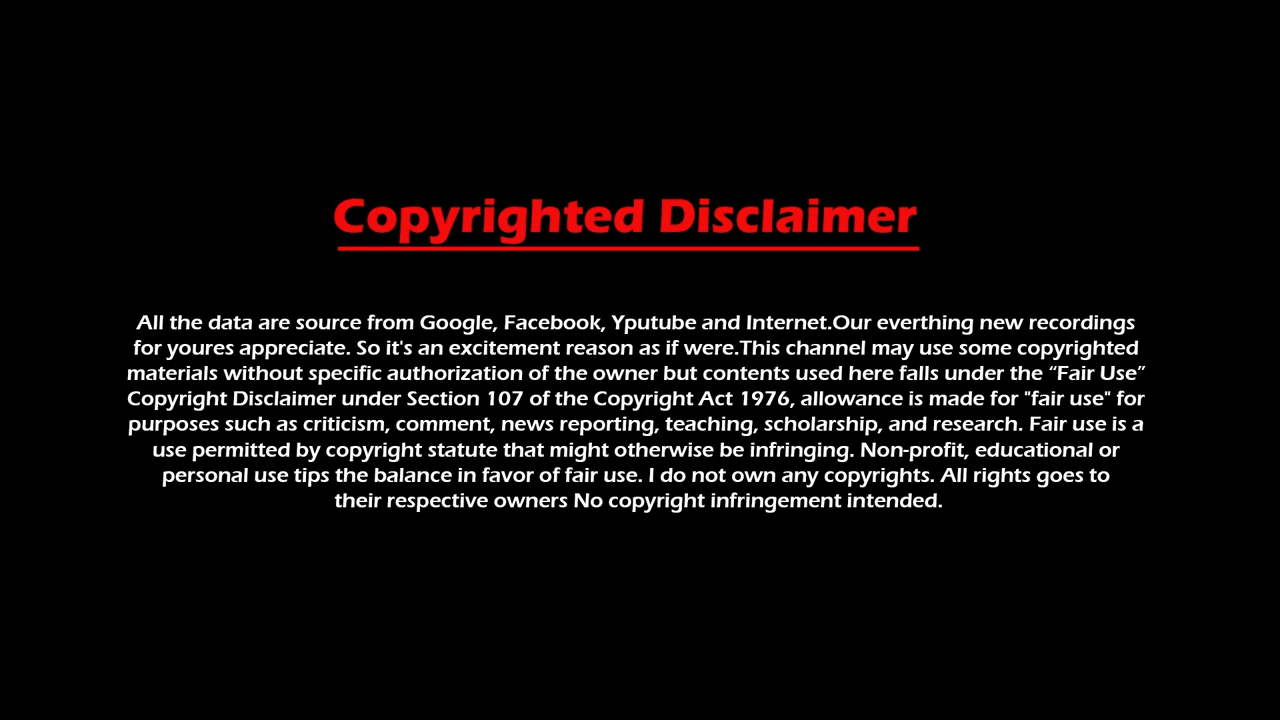 Copyrighted Disclaimer
All the data are source from Google, Facebook, Yputube and Internet.Our everthing new recordings
for youres appreciate. So it's an excitement reason as if were.This channel may use some copyrighted
materials without specific authorization of the owner but contents used here falls under the “Fair Use”
Copyright Disclaimer under Section 107 of the Copyright Act 1976, allowance is made for "fair use" for
purposes such as criticism, comment, news reporting, teaching, scholarship, and research. Fair use is a
use permitted by copyright statute that might otherwise be infringing. Non-profit, educational or
personal use tips the balance in favor of fair use. I do not own any copyrights. All rights goes to
their respective owners No copyright infringement intended.